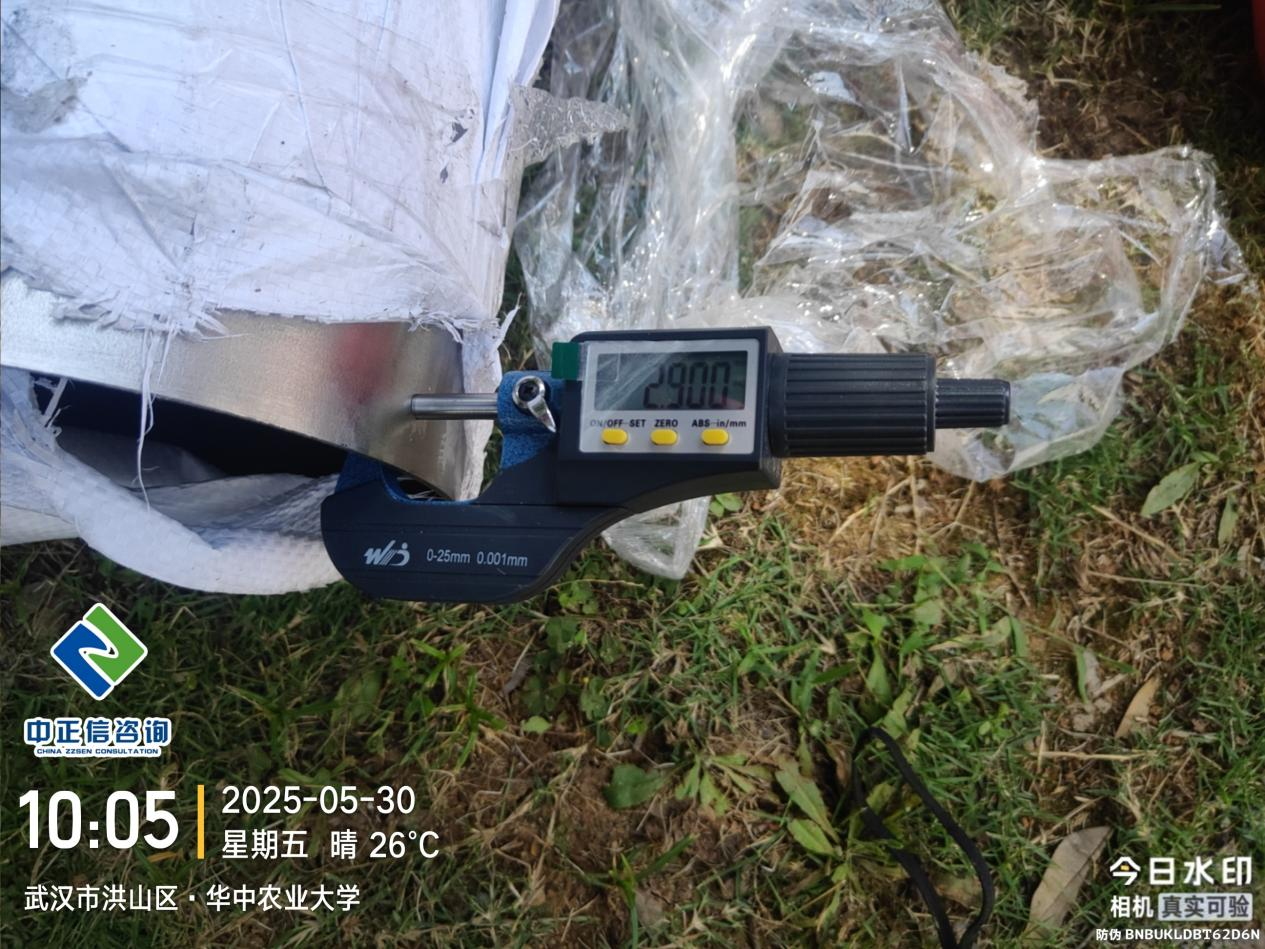 2.900
ON/OFF SET ZERO ABS in/mm
0-25mm 0.001mm
中正信咨询
CHINA ZZSEN CONSULTATION
10:05
2025-05-30
星期五 晴 26°C
武汉市洪山区·华中农业大学
今日水印
相机 真实可验
防伪 BNBUKLDBT62D6N